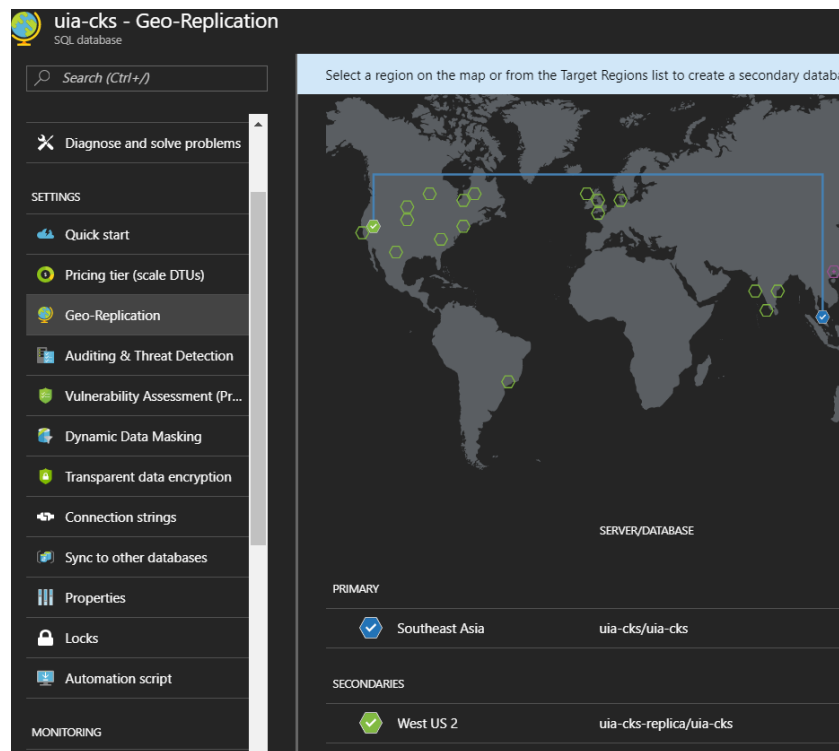 uia-cks - Geo-Replication
SQL database
Search (Ctrl+/)
Diagnose and solve problems
SETTINGS
Quick start
Pricing tier (scale DTUs)
Geo-Replication
Auditing & Threat Detection
Vulnerability Assessment (Pr...
Dynamic Data Masking
Transparent data encryption
Connection strings
Sync to other databases
Properties
Locks
Automation script
MONITORING
Select a region on the map or from the Target Regions list to create a secondary databa
SERVER/DATABASE
PRIMARY
Southeast Asia uia-cks/uia-cks
SECONDARIES
West US 2 uia-cks-replica/uia-cks